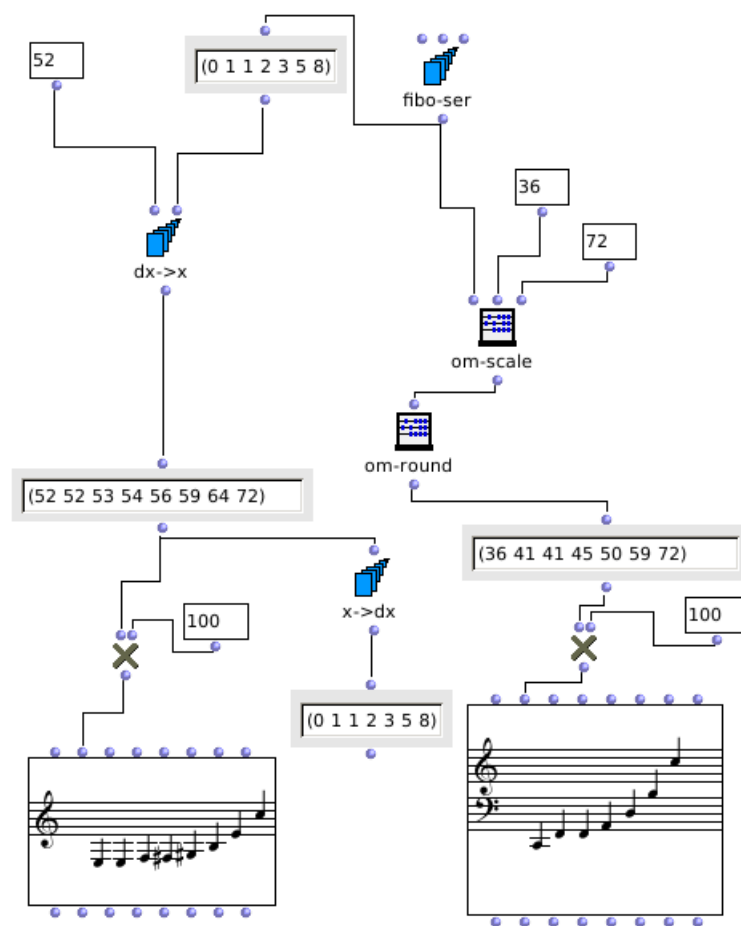 52
(0 1 1 2 3 5 8)
fibo-ser
36
72
dx->x
om-scale
om-round
(52 52 53 54 56 59 64 72)
(36 41 41 45 50 59 72)
x->dx
100
100
(0 1 1 2 3 5 8)